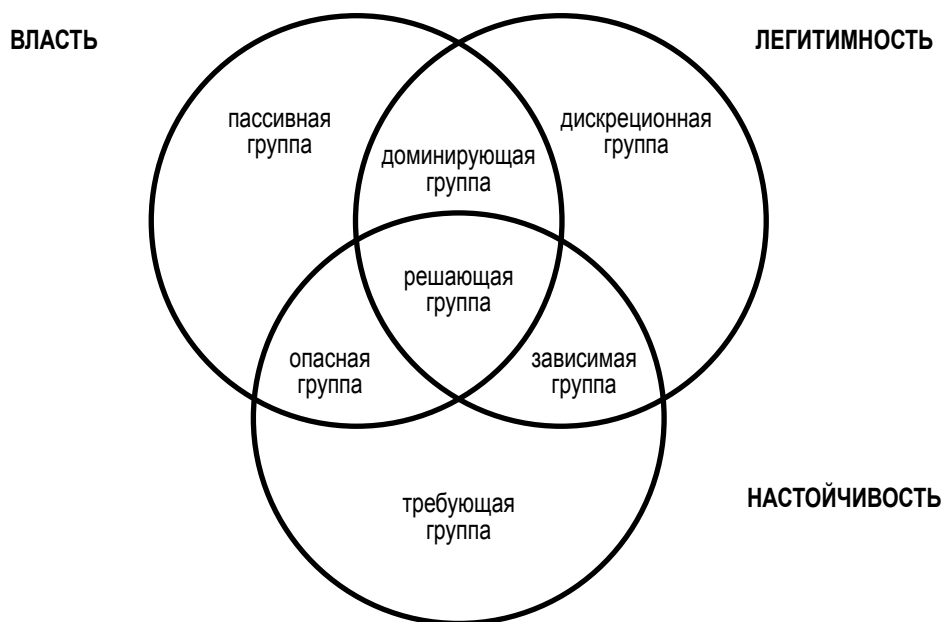 ВЛАСТЬ
ЛЕГИТИМНОСТЬ
пассивная
группа
дискреционная
группа
доминирующая
группа
решающая
группа
опасная
группа
зависимая
группа
требующая
группа
НАСТОЙЧИВОСТЬ